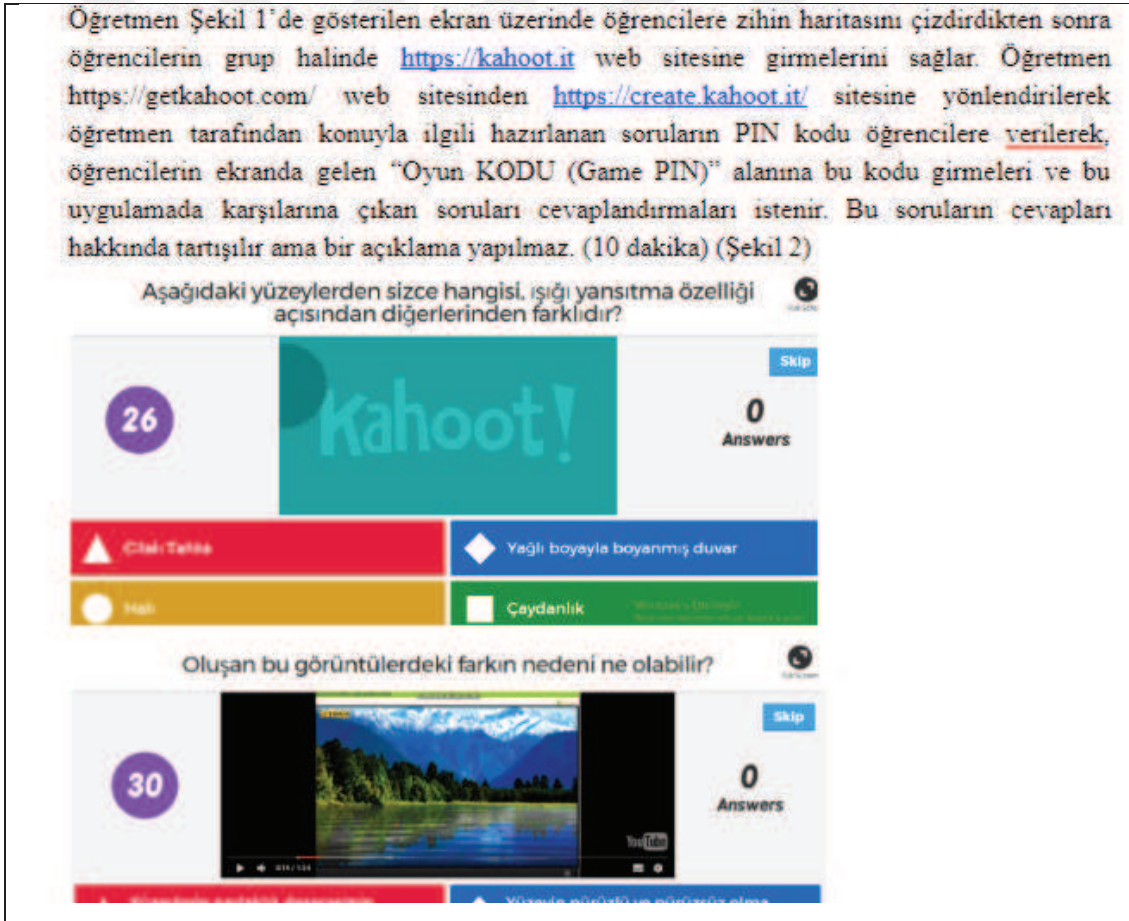 Öğretmen Şekil 1'de gösterilen ekran üzerinde öğrencilere zihin haritasını çizdirdikten sonra
öğrencilerin grup halinde https://kahoot.it web sitesine girmelerini sağlar. Öğretmen
https://getkahoot.com/ web sitesinden https://create.kahoot.it/ sitesine yönlendirilerek
öğretmen tarafından konuyla ilgili hazırlanan soruların PIN kodu öğrencilere verilerek,
öğrencilerin ekranda gelen “Oyun KODU (Game PIN)” alanına bu kodu girmeleri ve bu
uygulamada karşılarına çıkan soruları cevaplandırmaları istenir. Bu soruların cevapları
hakkında tartışılır ama bir açıklama yapılmaz. (10 dakika) (Şekil 2)
Aşağıdaki yüzeylerden sizce hangisi, ışığı yansıtma özelliği
açısından diğerlerinden farklıdır?
Skip
26
Kahoot!
0
Answers
Cilalı Tahta
Yağlı boyayla boyanmış duvar
Halı
Çaydanlık
Oluşan bu görüntülerdeki farkın nedeni ne olabilir?
Skip
30
0
Answers
YouTube
Yüzeyin pürüzlü ve pürüzsüz olma